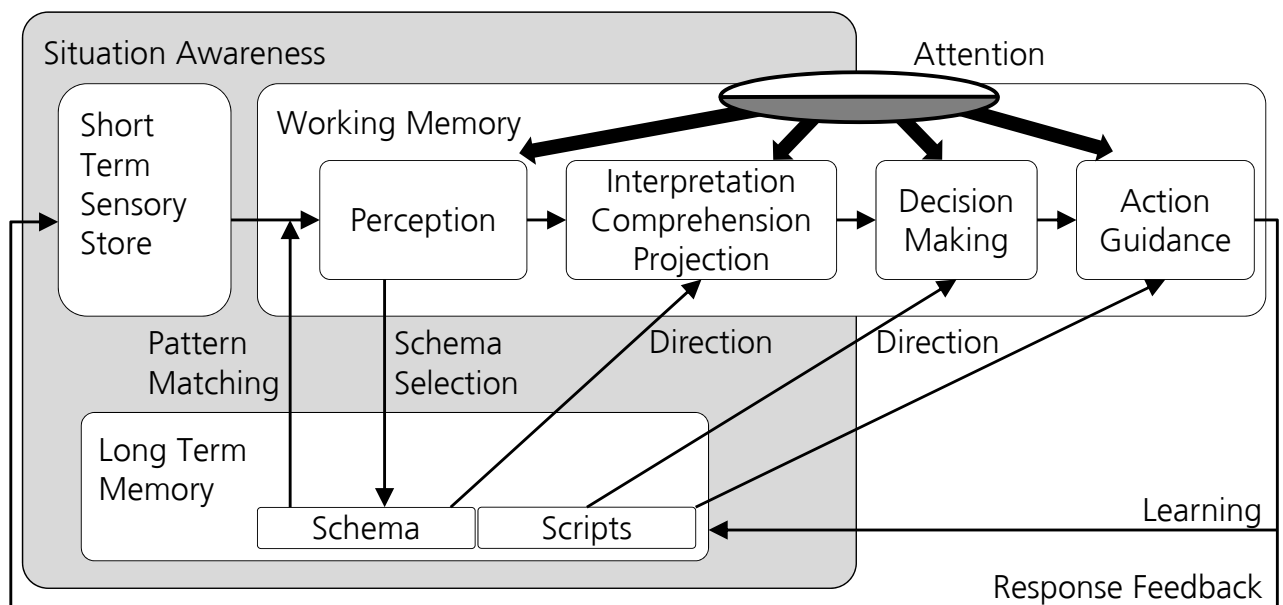 Situation Awareness
Attention
Short
Term
Sensory
Store
Working Memory
Perception
Interpretation
Comprehension
Projection
Decision
Making
Action
Guidance
Pattern
Matching
Schema
Selection
Direction
Direction
Long Term
Memory
Schema
Scripts
Learning
Response Feedback